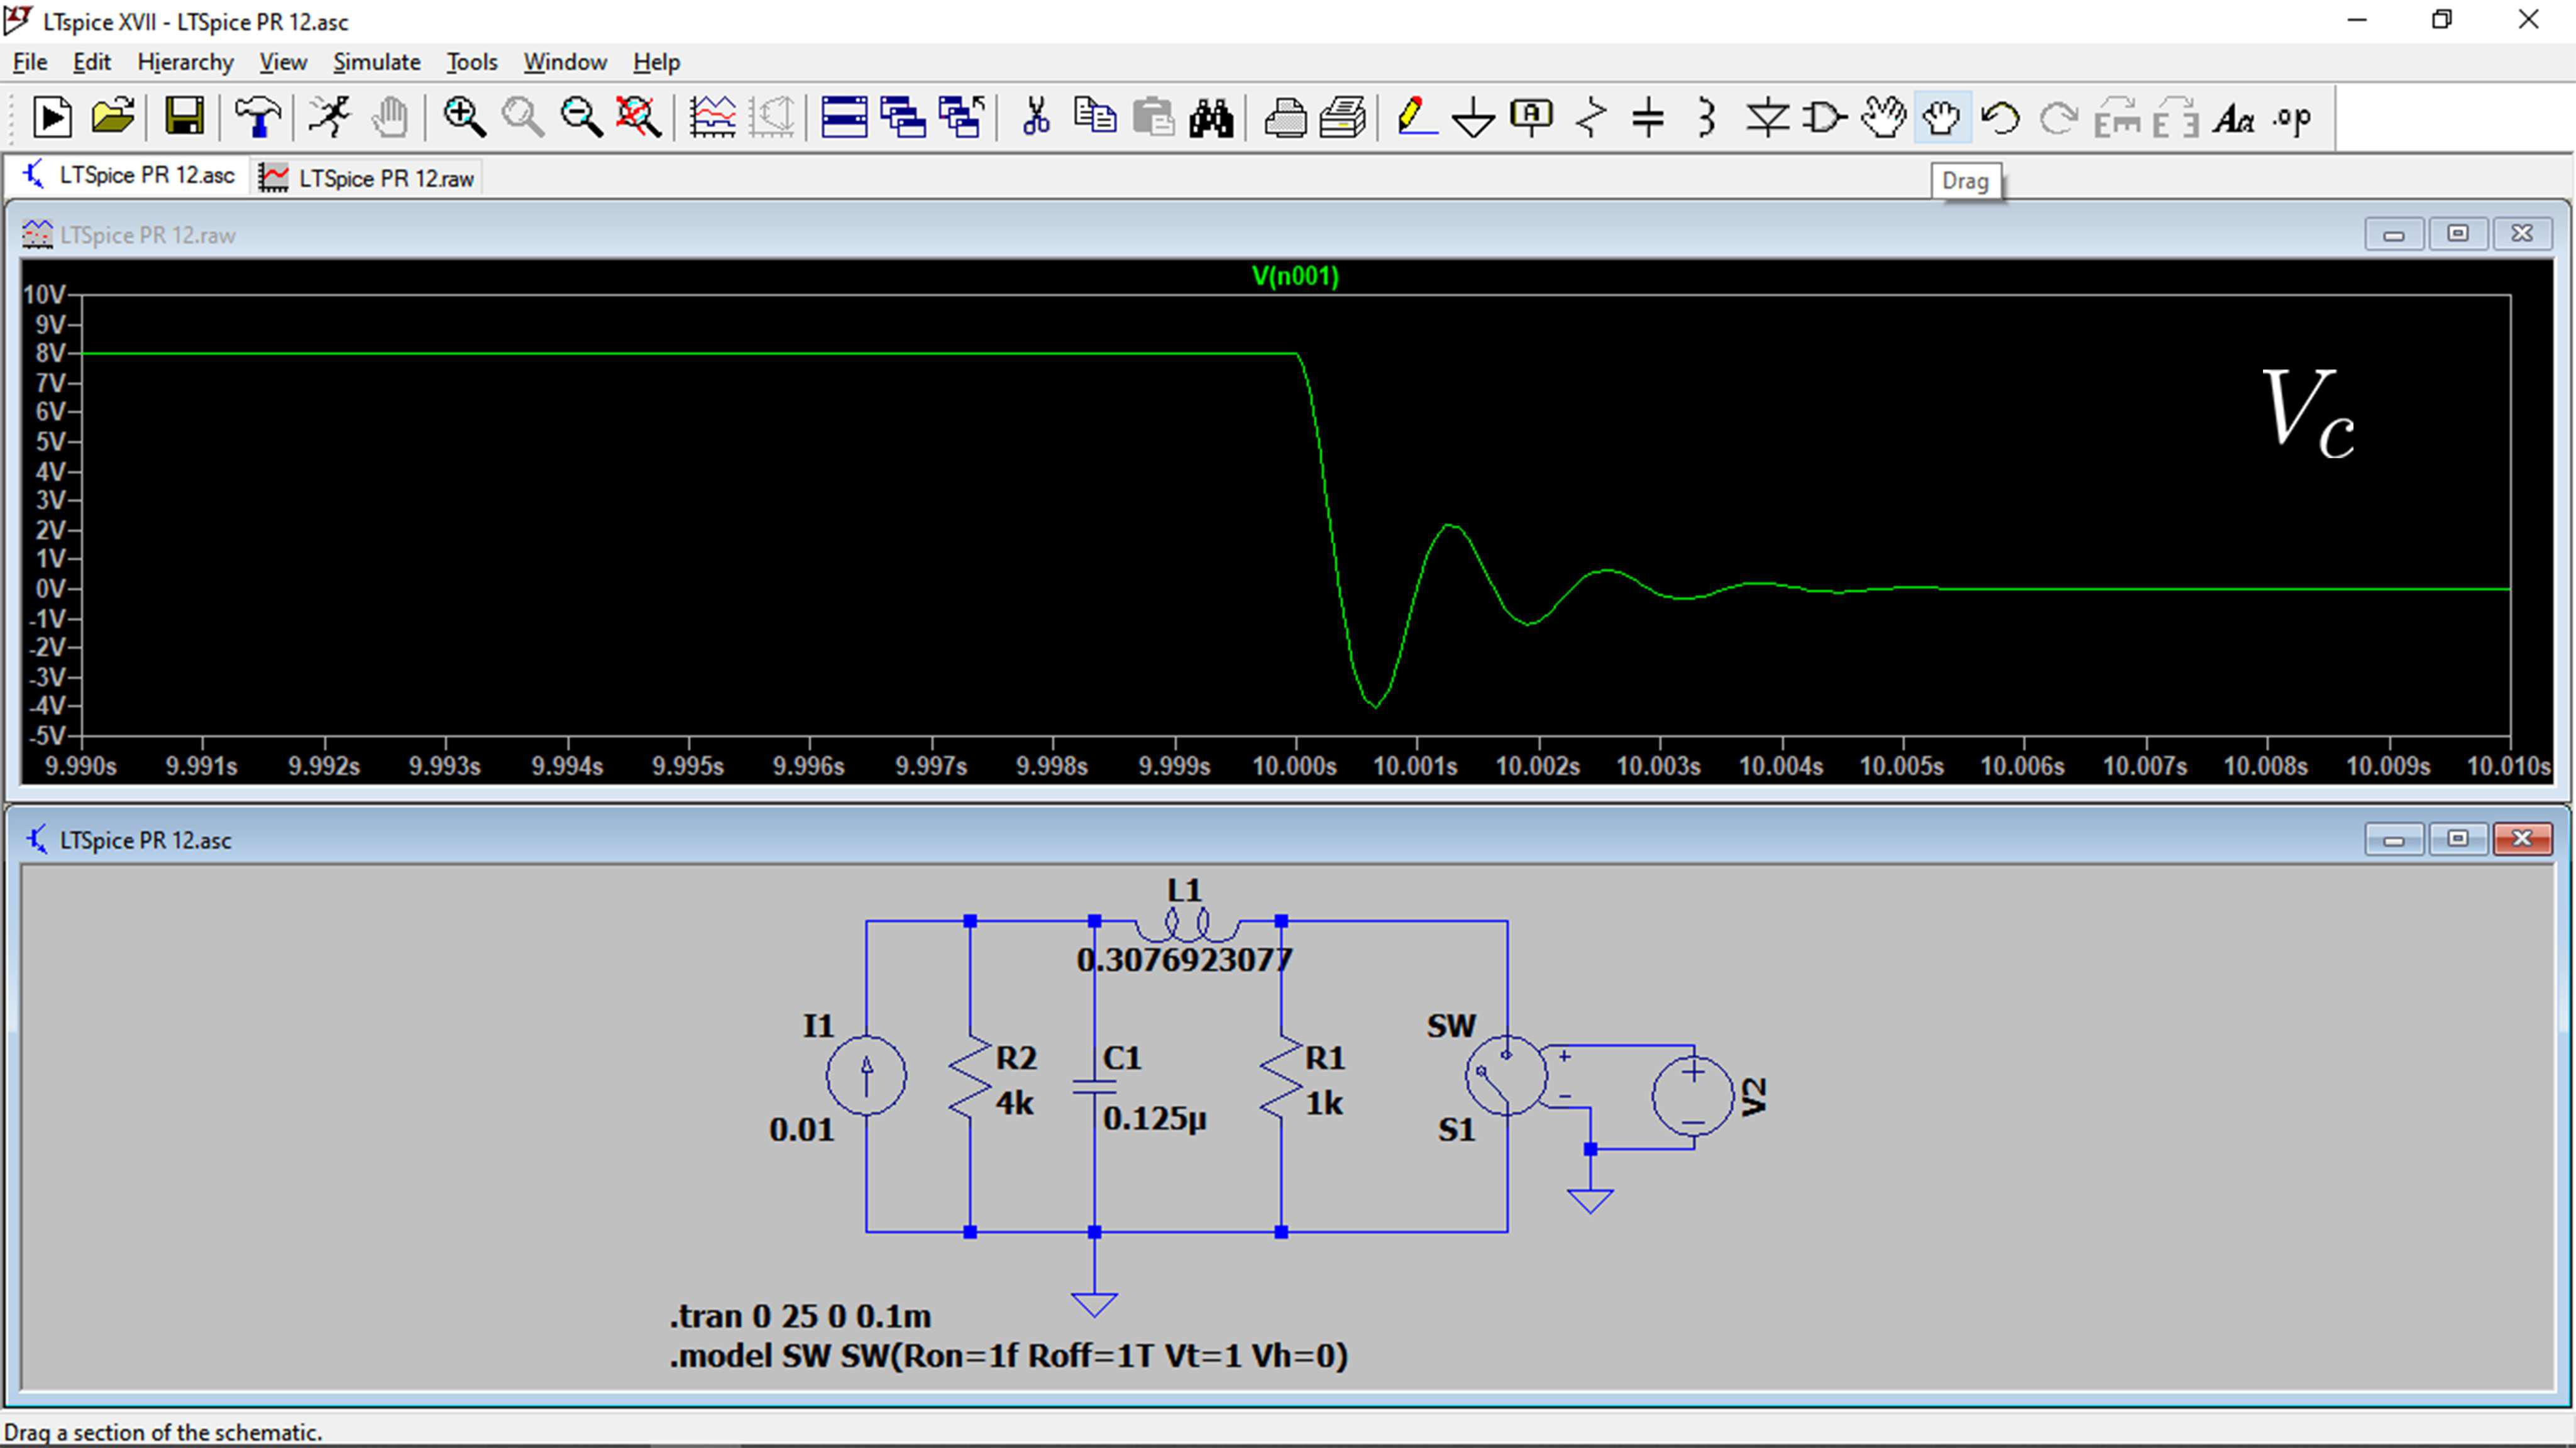 LTspice XVII - LTSpice PR 12.asc
File Edit Hierarchy View Simulate Tools Window Help
A Aa .op
LTSpice PR 12.asc LTSpice PR 12.raw
Drag
LTSpice PR 12.raw
V(n001)
10V
9V
8V
7V
6V
5V
4V
3V
2V
1V
0V
-1V
-2V
-3V
-4V
-5V
Vc
9.990s 9.991s 9.992s 9.993s 9.994s 9.995s 9.996s 9.997s 9.998s 9.999s 10.000s 10.001s 10.002s 10.003s 10.004s 10.005s 10.006s 10.007s 10.008s 10.009s 10.010s
LTSpice PR 12.asc
L1
0.3076923077
I1
0.01
R2
4k
C1
0.125µ
R1
1k
SW
S1
+
−
+
−
V2
.tran 0 25 0 0.1m
.model SW SW(Ron=1f Roff=1T Vt=1 Vh=0)
Drag a section of the schematic.